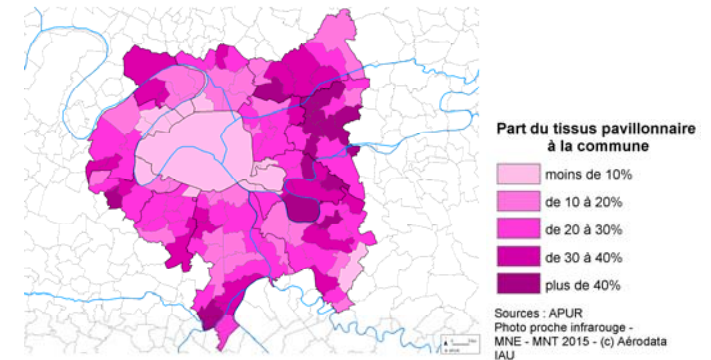 Part du tissus pavillonnaire
à la commune
moins de 10%
de 10 à 20%
de 20 à 30%
de 30 à 40%
plus de 40%
Sources : APUR
Photo proche infrarouge -
MNE - MNT 2015 - (c) Aérodata
IAU